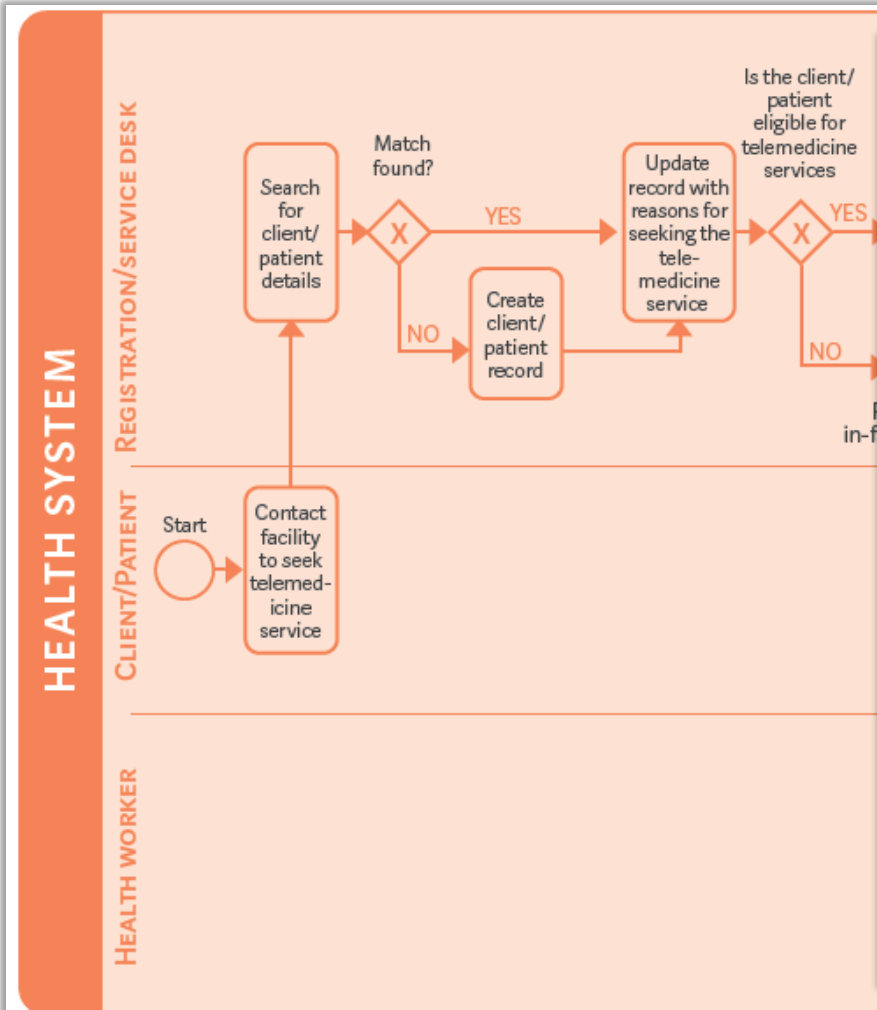 HEALTH SYSTEM
REGISTRATION/SERVICE DESK
Search
for
client/
patient
details
Match
found?
X
YES
NO
Create
client/
patient
record
Update
record with
reasons for
seeking the
tele-
medicine
service
Is the client/
patient
eligible for
telemedicine
services
X
YES
NO
CLIENT/PATIENT
Start
Contact
facility
to seek
telemed-
icine
service
HEALTH WORKER